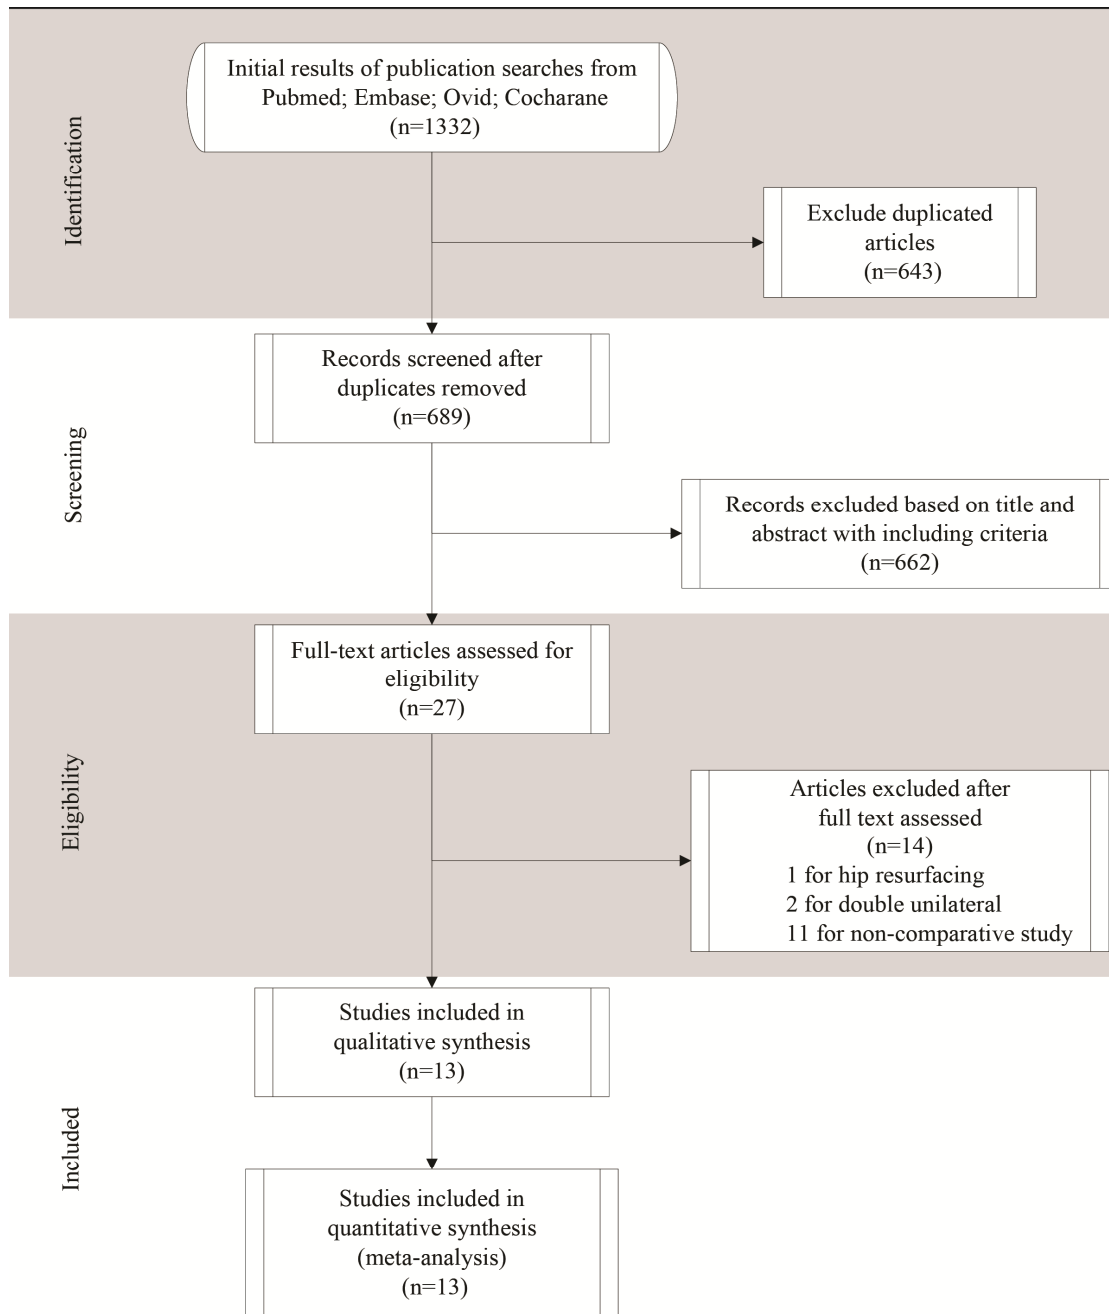 Identification
Initial results of publication searches from
Pubmed; Embase; Ovid; Cocharane
(n=1332)
Exclude duplicated
articles
(n=643)
Screening
Records screened after
duplicates removed
(n=689)
Records excluded based on title and
abstract with including criteria
(n=662)
Eligibility
Full-text articles assessed for
eligibility
(n=27)
Articles excluded after
full text assessed
(n=14)
1 for hip resurfacing
2 for double unilateral
11 for non-comparative study
Included
Studies included in
qualitative synthesis
(n=13)
Studies included in
quantitative synthesis
(meta-analysis)
(n=13)